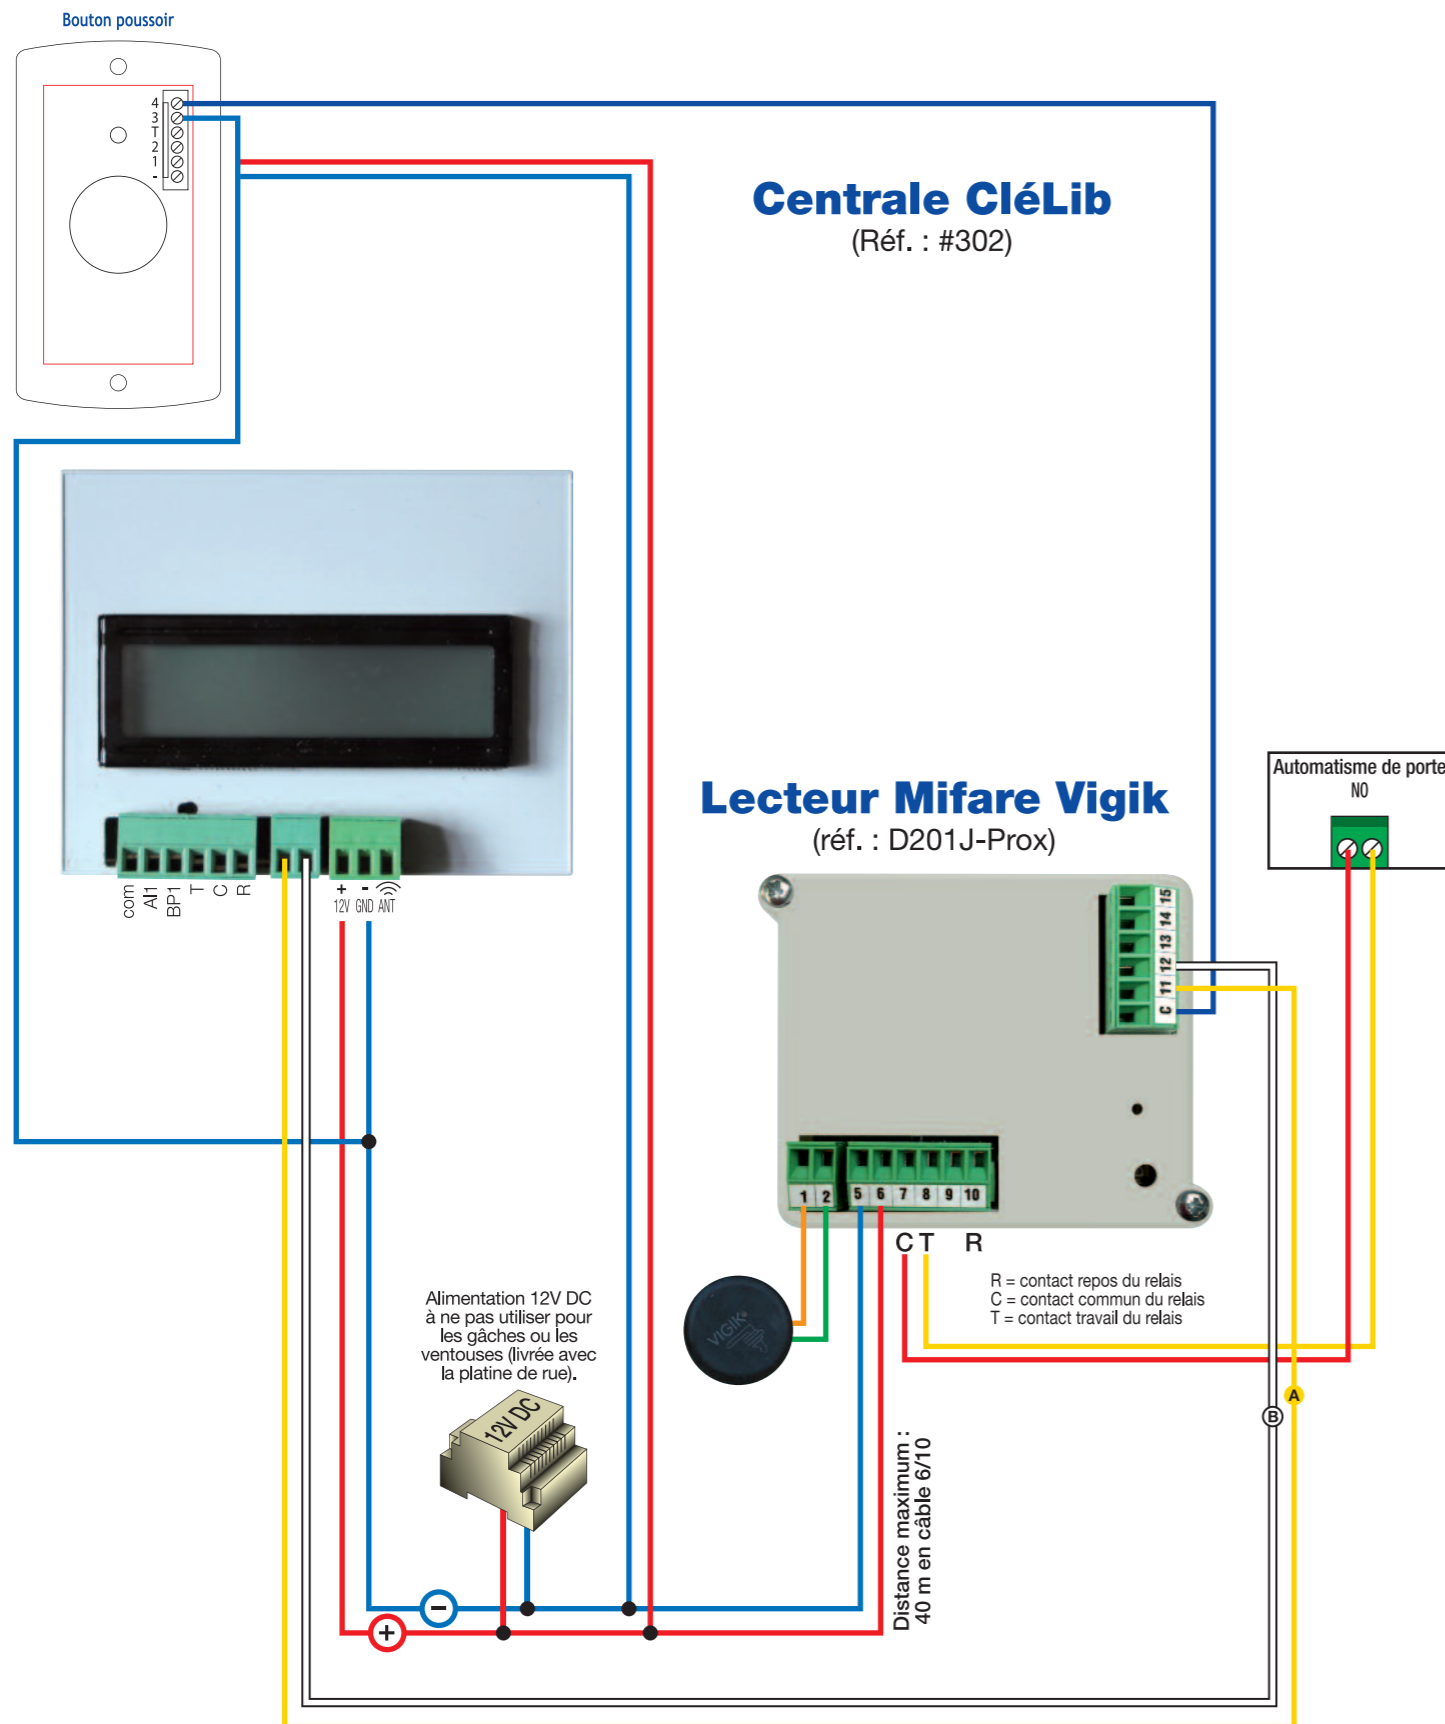 Bouton poussoir
4
3
T
2
1
-
Centrale CléLib
(Réf. : #302)
com
AI1
BP1
T
C
R
+ -
12V GND ANT
Lecteur Mifare Vigik
(réf. : D201J-Prox)
Automatisme de porte
NO
15
14
13
12
11
C
1 2 5 6 7 8 9 10
C T R
R = contact repos du relais
C = contact commun du relais
T = contact travail du relais
VIGIK®
Alimentation 12V DC
à ne pas utiliser pour
les gâches ou les
ventouses (livrée avec
la platine de rue).
12V DC
Distance maximum :
40 m en câble 6/10
A
B
-
+